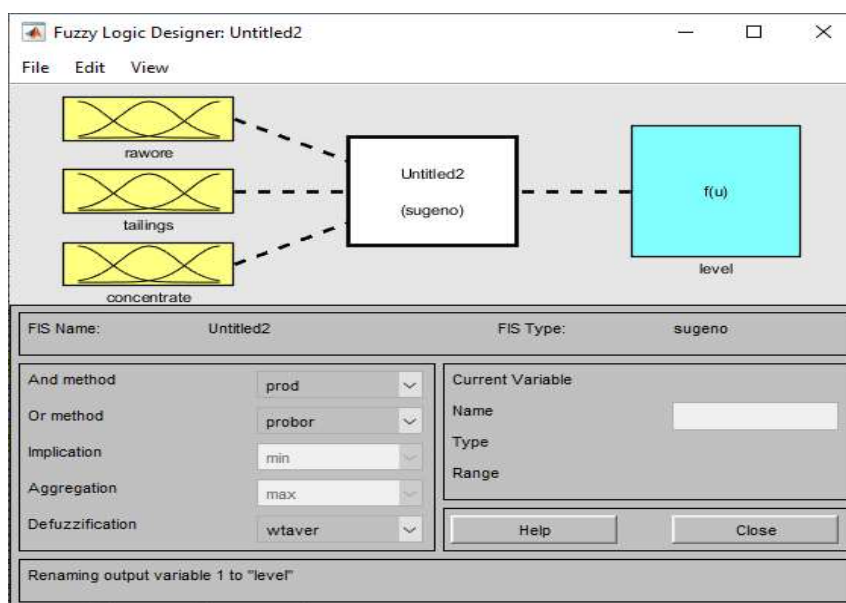 Fuzzy Logic Designer: Untitled2
File Edit View
rawore
tailings
concentrate
Untitled2
(sugeno)
f(u)
level
FIS Name: Untitled2 FIS Type: sugeno
And method prod
Or method probor
Implication min
Aggregation max
Defuzzification wtaver
Current Variable
Name
Type
Range
Help Close
Renaming output variable 1 to "level"